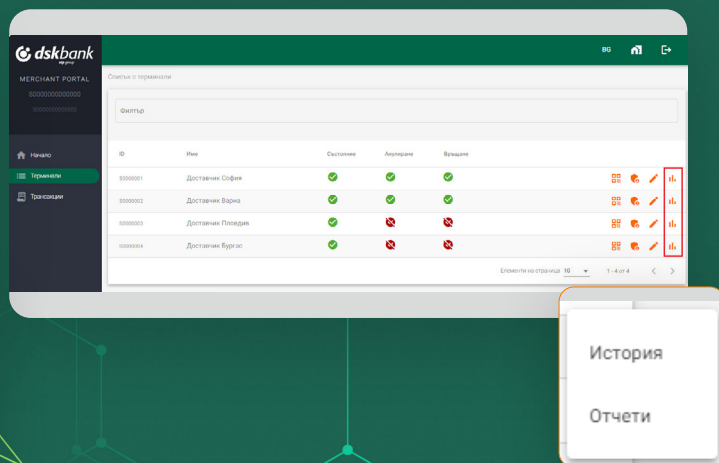 dskbank
BG
MERCHANT PORTAL
Списък с терминали
Филтър
Начало
Терминали
Трансакции
ID Име Състояние Анулиране Връщане
Доставчик София
Доставчик Варна
Доставчик Пловдив
Доставчик Бургас
Елементи на страница 10 1 - 4 от 4
История
Отчети